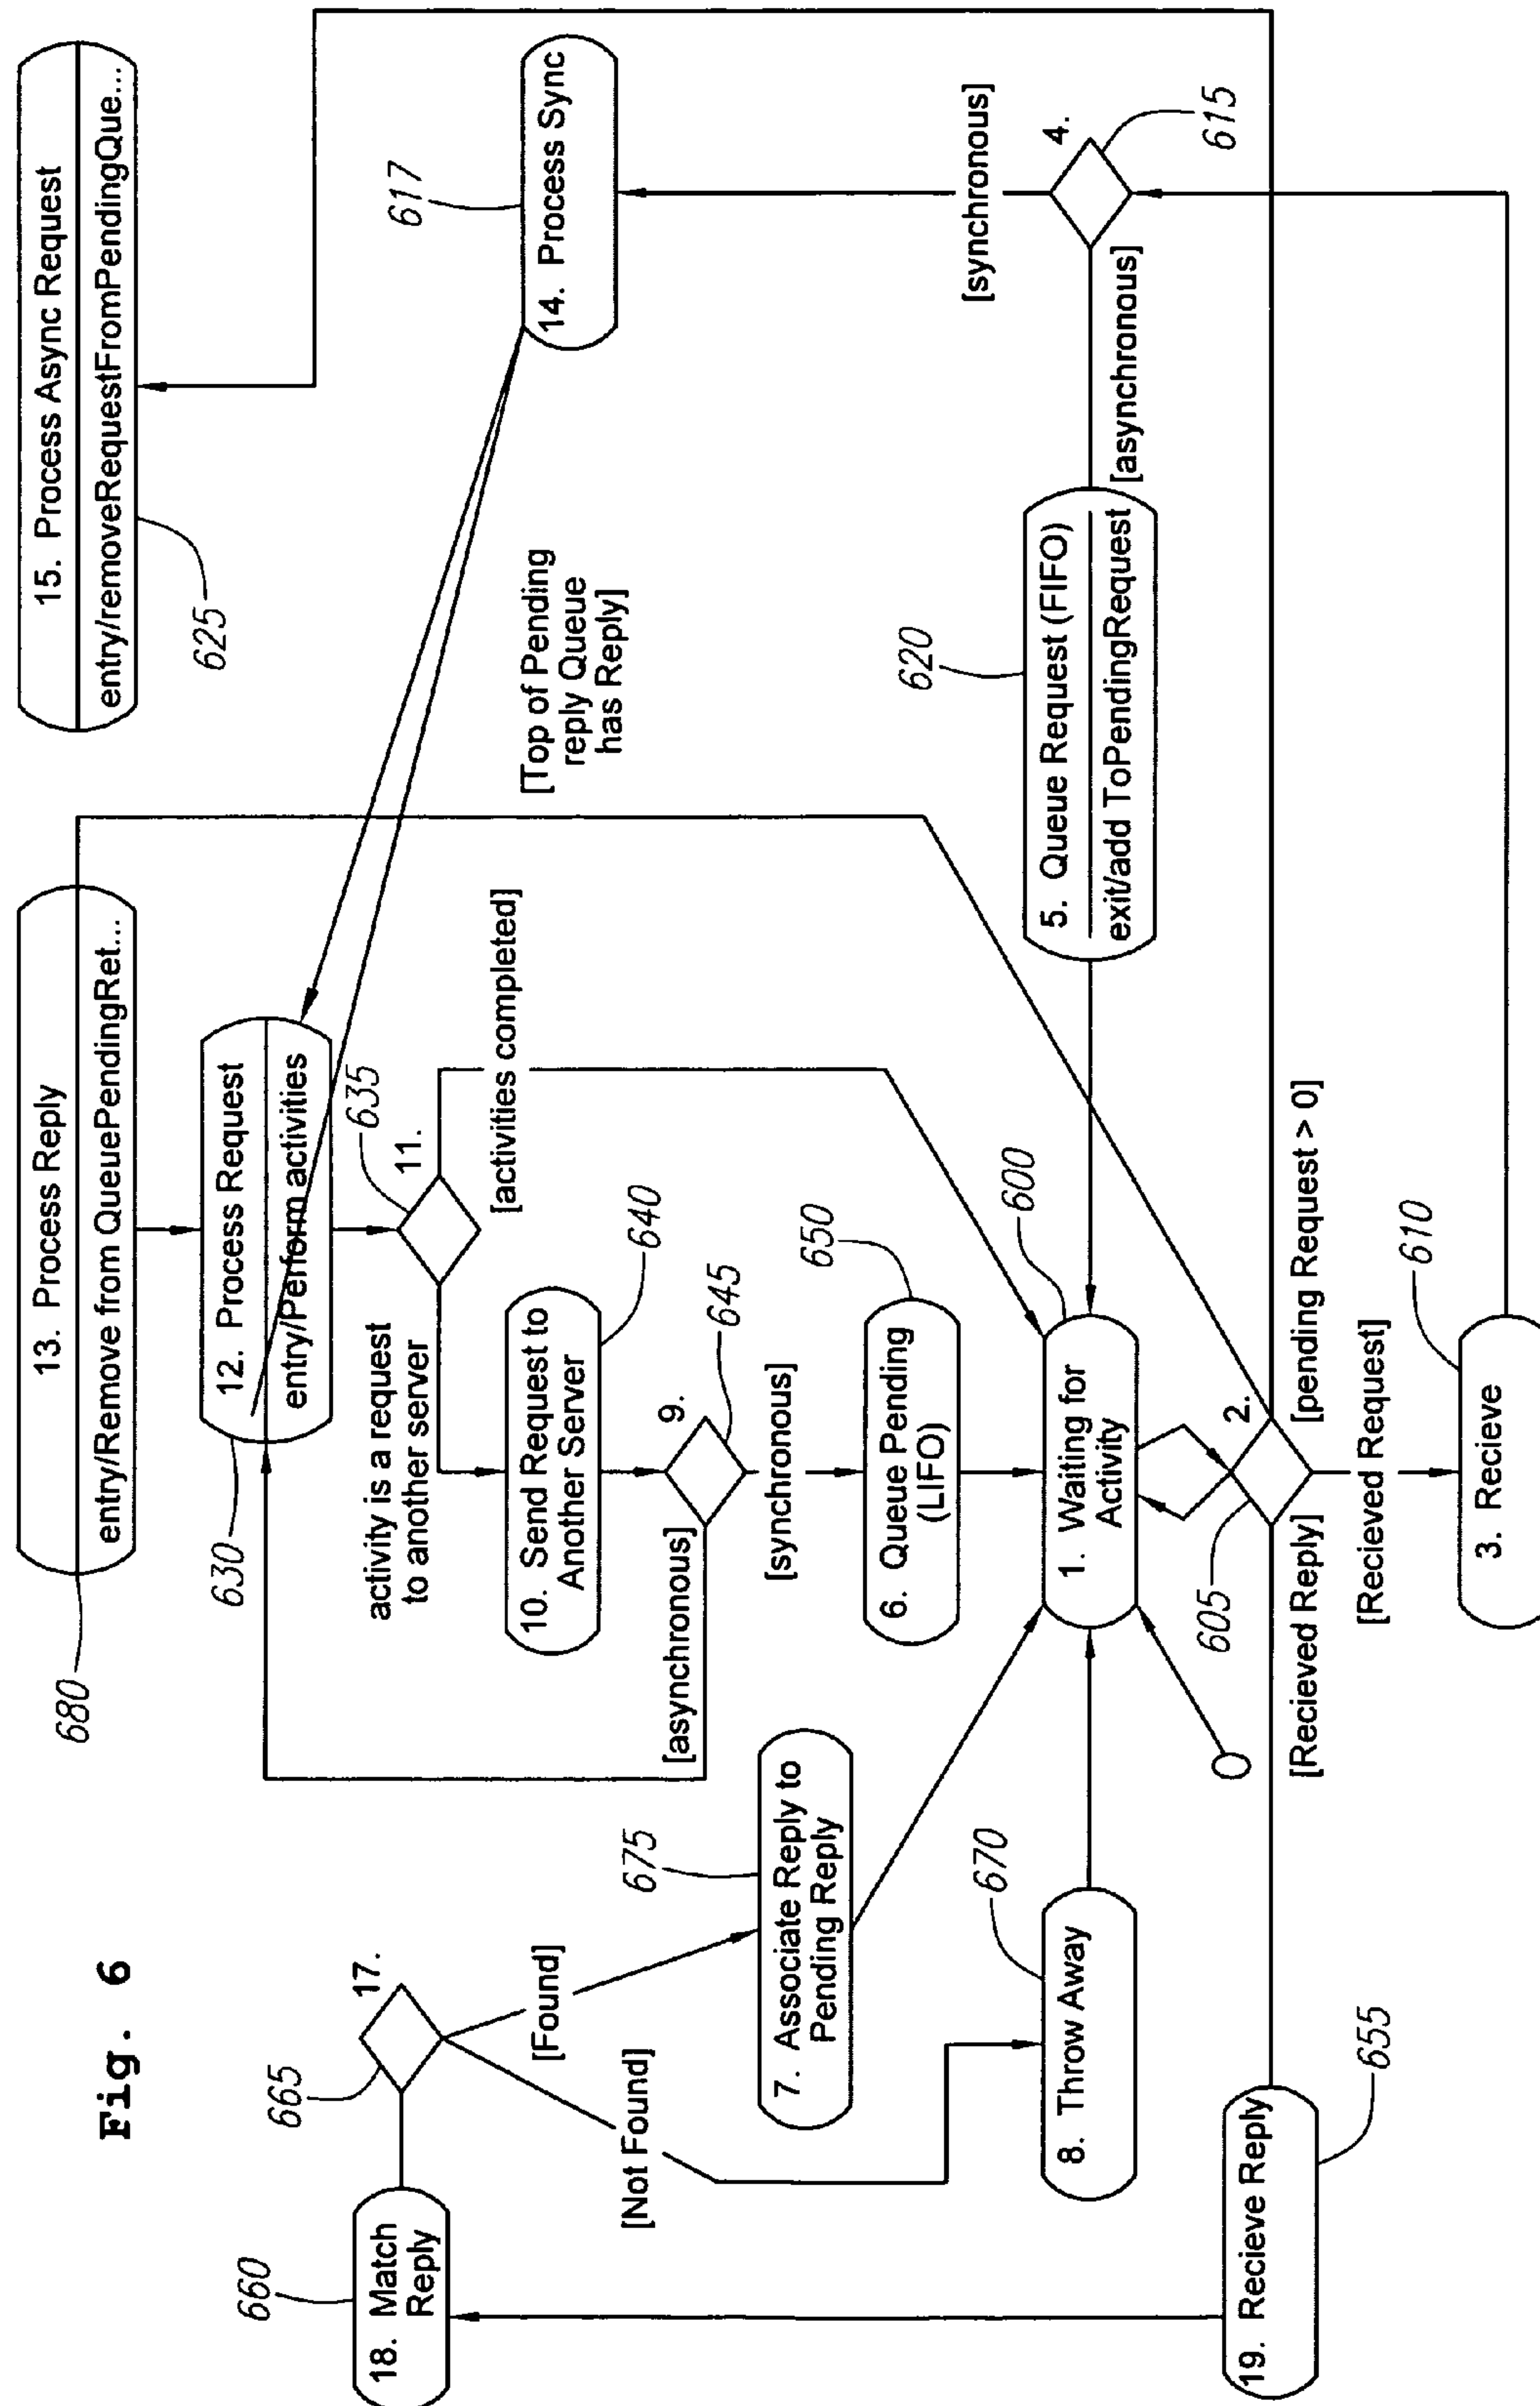 Fig. 6
680
13. Process Reply
entry/Remove from QueuePendingRet...
15. Process Async Request
entry/removeRequestFromPendingQue...
625
630
12. Process Request
entry/Perform activities
660
18. Match
Reply
665
17.
635
11.
617
14. Process Sync
activity is a request
to another server
[activities completed]
[Top of Pending
reply Queue
has Reply]
[Found]
[Not Found]
10. Send Request to
Another Server
640
[asynchronous]
9.
645
[synchronous]
675
7. Associate Reply to
Pending Reply
6. Queue Pending
(LIFO)
650
620
[synchronous]
670
8. Throw Away
1. Waiting for
Activity
600
5. Queue Request (FIFO)
exit/add ToPendingRequest
[asynchronous]
4.
615
19. Recieve Reply
655
605
2.
[Recieved Reply]
[pending Request > 0]
[Recieved Request]
610
3. Recieve